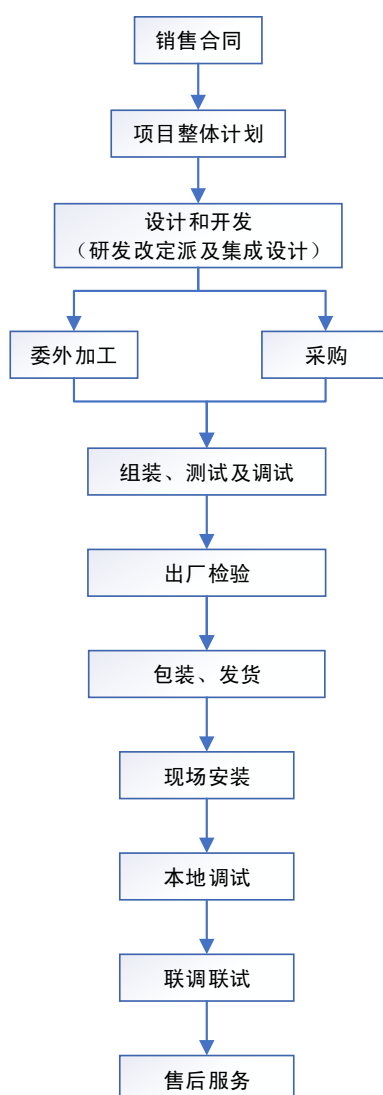 销售合同
项目整体计划
设计和开发
（研发改定派及集成设计）
委外加工
采购
组装、测试及调试
出厂检验
包装、发货
现场安装
本地调试
联调联试
售后服务